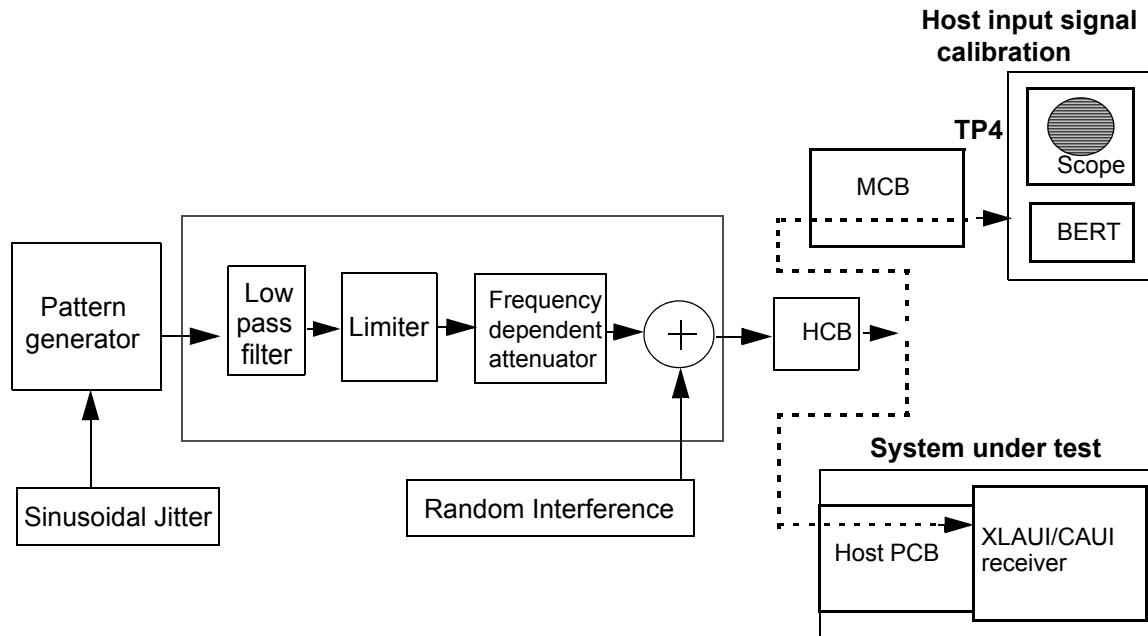 Host input signal
calibration
TP4
Scope
MCB
BERT
Pattern
generator
Low
pass
filter
Limiter
Frequency
dependent
attenuator
+
HCB
System under test
Sinusoidal Jitter
Random Interference
Host PCB
XLAUI/CAUI
receiver